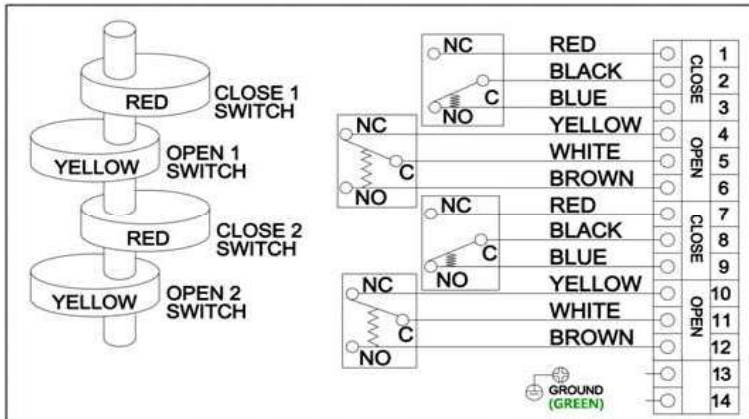 RED
CLOSE 1
SWITCH
YELLOW
OPEN 1
SWITCH
RED
CLOSE 2
SWITCH
YELLOW
OPEN 2
SWITCH
NC
C
NO
NC
C
NO
NC
C
NO
NC
C
NO
RED
BLACK
BLUE
YELLOW
WHITE
BROWN
RED
BLACK
BLUE
YELLOW
WHITE
BROWN
GROUND
(GREEN)
CLOSE
OPEN
CLOSE
OPEN
1
2
3
4
5
6
7
8
9
10
11
12
13
14